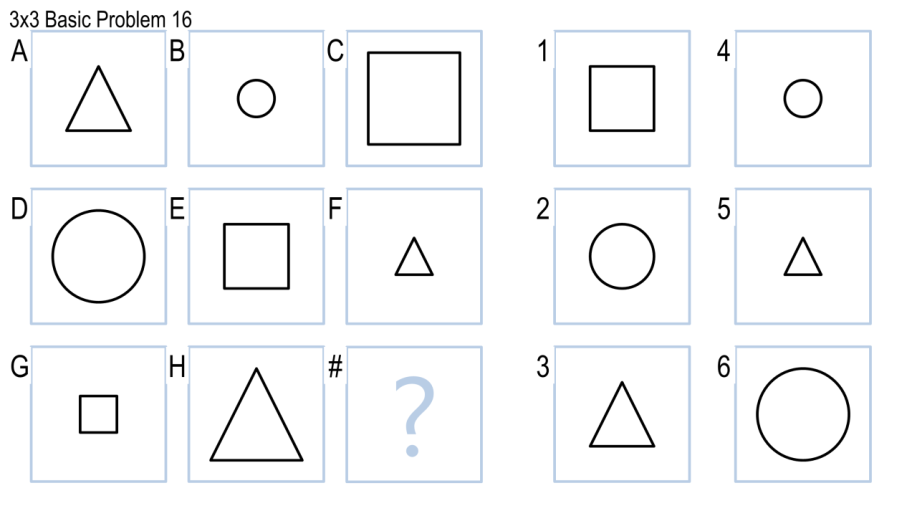 3x3 Basic Problem 16
A B C 1 4
D E F 2 5
G H # ? 3 6